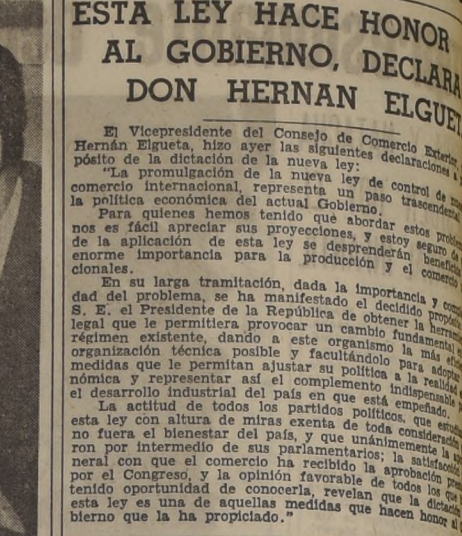 ESTA LEY HACE HONOR
AL GOBIERNO, DECLARA
DON HERNAN ELGUET
El Vicepresidente del Consejo de Comercio Exterior,
Hernán Elgueta, hizo ayer las siguientes declaraciones a
pósito de la dictación de la nueva ley:
"La promulgación de la nueva ley de control de
comercio internacional, representa un paso trascendental
la política económica del actual Gobierno.
Para quienes hemos tenido que abordar estos
nos es fácil apreciar sus proyecciones, y estoy seguro
de la aplicación de esta ley se desprenderán
enorme importancia para la producción y el comercio
cionales.
En su larga tramitación, dada la importancia y
dad del problema, se ha manifestado el decidido
S. E. el Presidente de la República de obtener la
legal que le permitiera provocar un cambio fundamental
régimen existente, dando a este organismo la más
organización técnica posible y facultándolo para adoptar
medidas que le permitan ajustar su política a la realidad
nómica y representar así el complemento indispensable
el desarrollo industrial del país en que está empeñado.
La actitud de todos los partidos políticos, que
esta ley con altura de miras exenta de toda consideración
no fuera el bienestar del país, y que unánimemente la
ron por intermedio de sus parlamentarios; la satisfacción
neral con que el comercio ha recibido la aprobación
por el Congreso, y la opinión favorable de todos los
tenido oportunidad de conocerla, revelan que la
esta ley es una de aquellas medidas que hacen honor al
bierno que la ha propiciado."